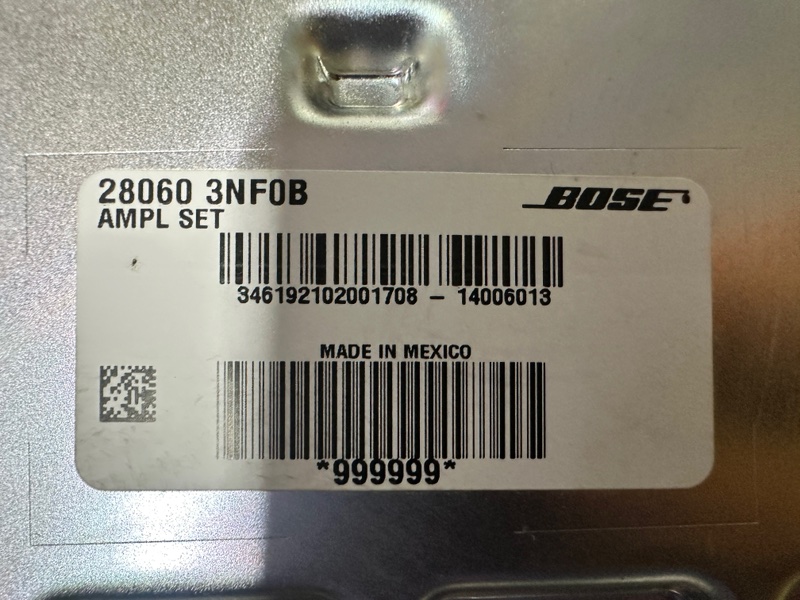 28060 3NF0B
BOSE
AMPL SET
346192102001708 - 14006013
MADE IN MEXICO
*999999*